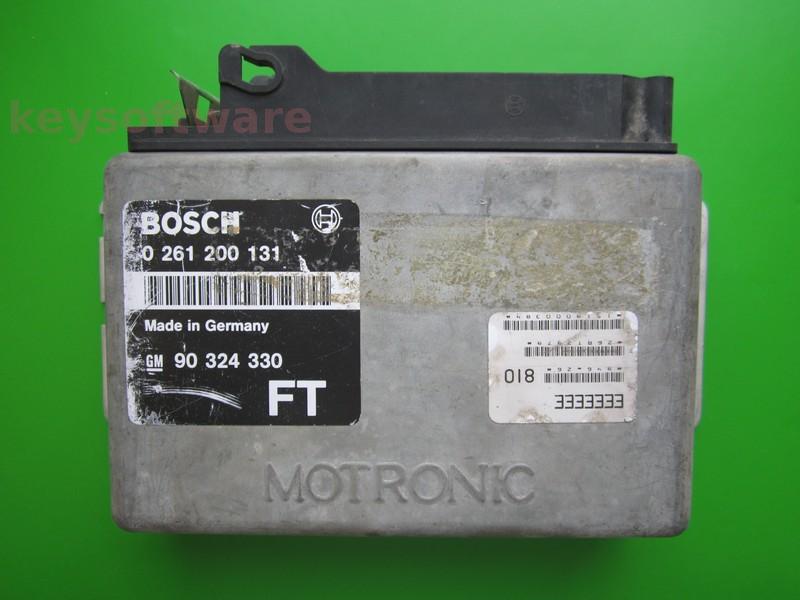 keysoftware
BOSCH
0 261 200 131
Made in Germany
GM 90 324 330
FT
810
EEEEEEE
MOTRONIC